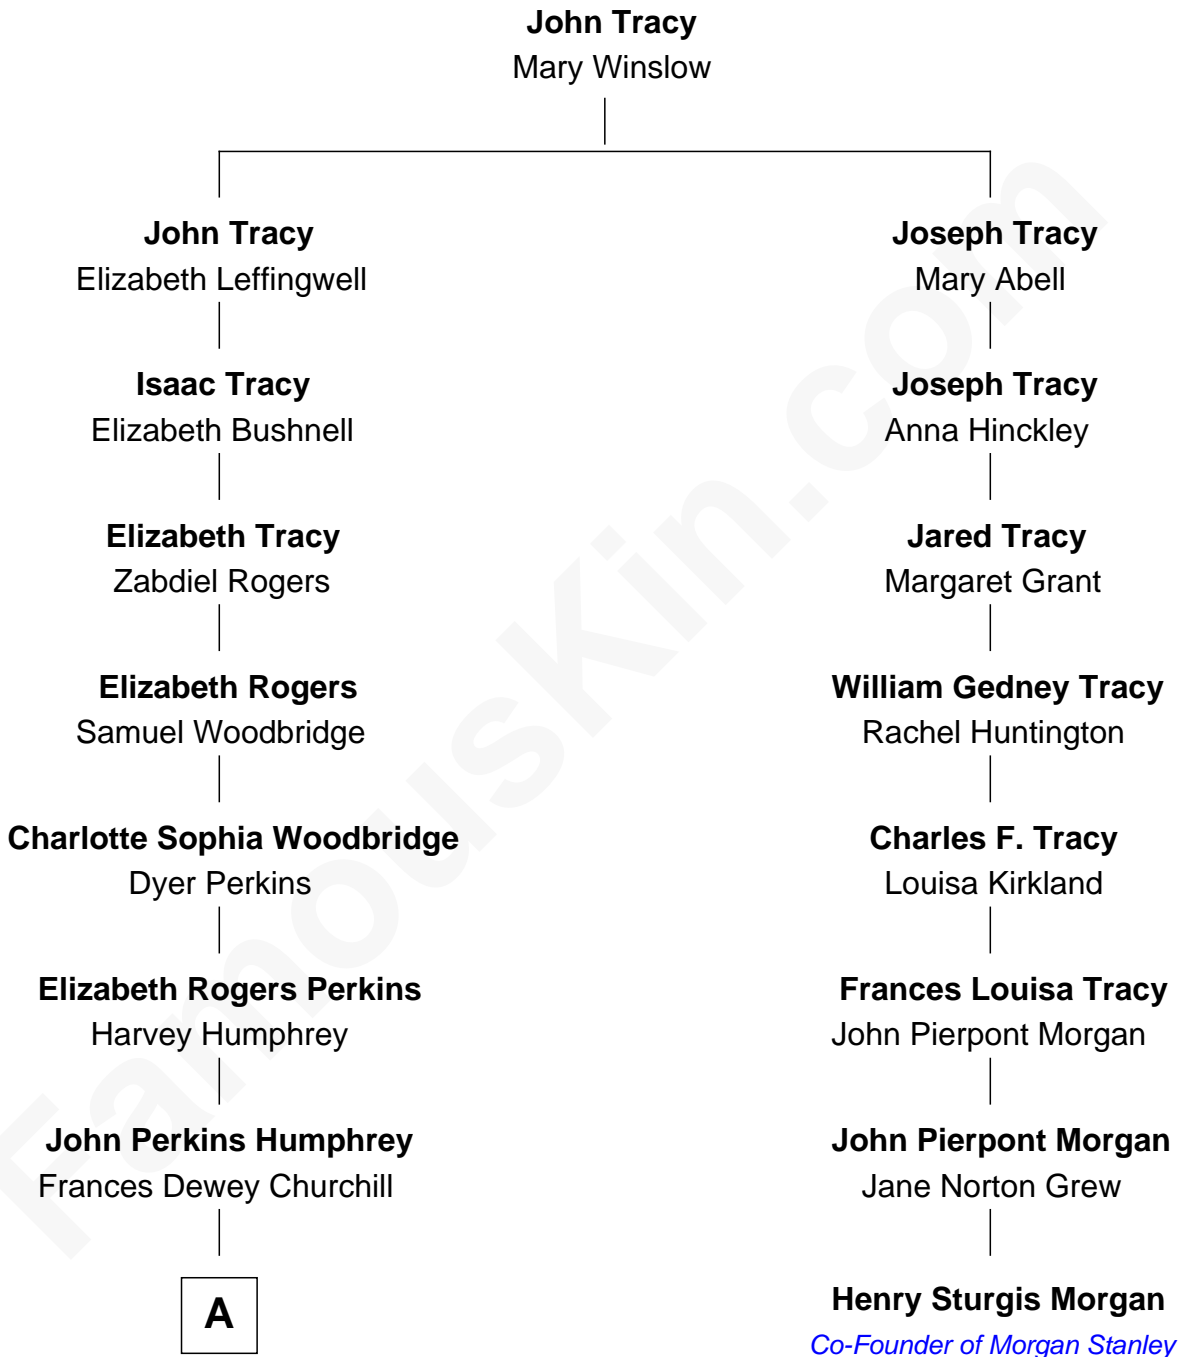 John Tracy
Mary Winslow
John Tracy
Elizabeth Leffingwell
Isaac Tracy
Elizabeth Bushnell
Elizabeth Tracy
Zabdiel Rogers
Elizabeth Rogers
Samuel Woodbridge
Charlotte Sophia Woodbridge
Dyer Perkins
Elizabeth Rogers Perkins
Harvey Humphrey
John Perkins Humphrey
Frances Dewey Churchill
A
Joseph Tracy
Mary Abell
Joseph Tracy
Anna Hinckley
Jared Tracy
Margaret Grant
William Gedney Tracy
Rachel Huntington
Charles F. Tracy
Louisa Kirkland
Frances Louisa Tracy
John Pierpont Morgan
John Pierpont Morgan
Jane Norton Grew
Henry Sturgis Morgan
Co-Founder of Morgan Stanley
FamousKin.com